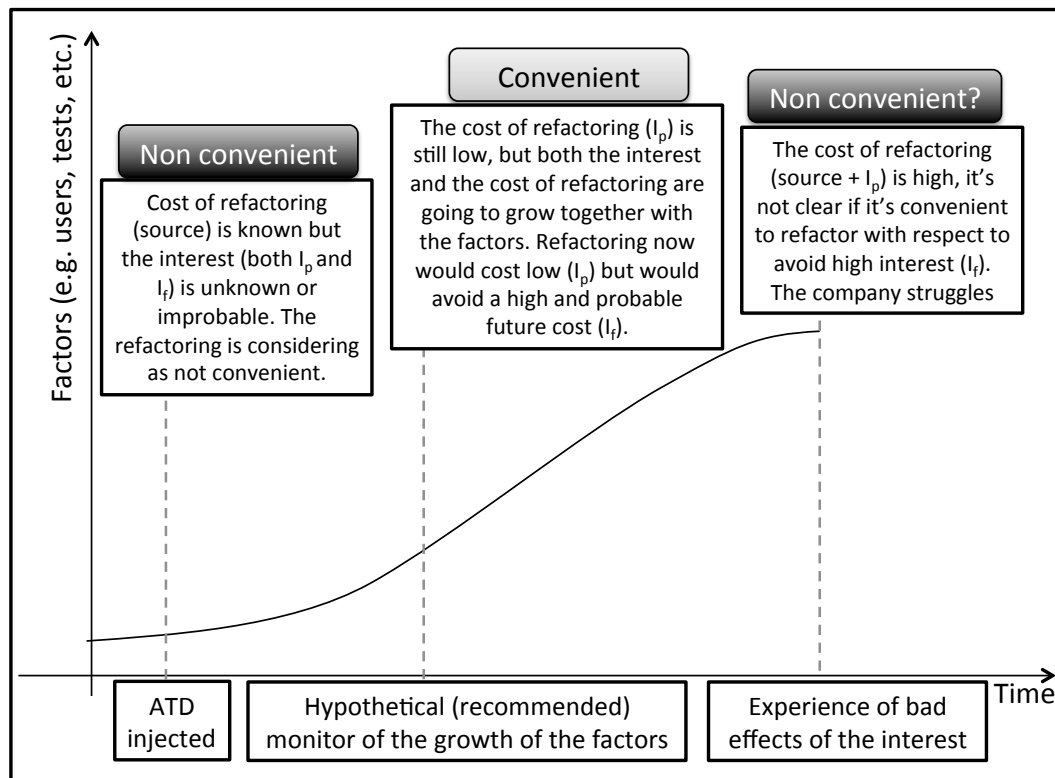 Factors (e.g. users, tests, etc.)
Non convenient
Cost of refactoring
(source) is known but
the interest (both Iₚ and
I_f) is unknown or
improbable. The
refactoring is considering
as not convenient.
Convenient
The cost of refactoring (Iₚ) is
still low, but both the interest
and the cost of refactoring are
going to grow together with
the factors. Refactoring now
would cost low (Iₚ) but would
avoid a high and probable
future cost (I_f).
Non convenient?
The cost of refactoring
(source + Iₚ) is high, it’s
not clear if it’s convenient
to refactor with respect to
avoid high interest (I_f).
The company struggles
ATD
injected
Hypothetical (recommended)
monitor of the growth of the factors
Experience of bad
effects of the interest
Time